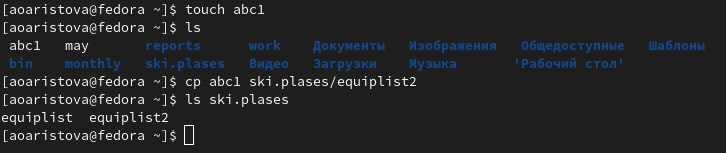 [aoaristova@fedora ~]$ touch abc1
[aoaristova@fedora ~]$ ls
abc1 may reports work Документы Изображения Общедоступные Шаблоны
bin monthly ski.plases Видео Загрузки Музыка 'Рабочий стол'
[aoaristova@fedora ~]$ cp abc1 ski.plases/equiplist2
[aoaristova@fedora ~]$ ls ski.plases
equiplist equiplist2
[aoaristova@fedora ~]$